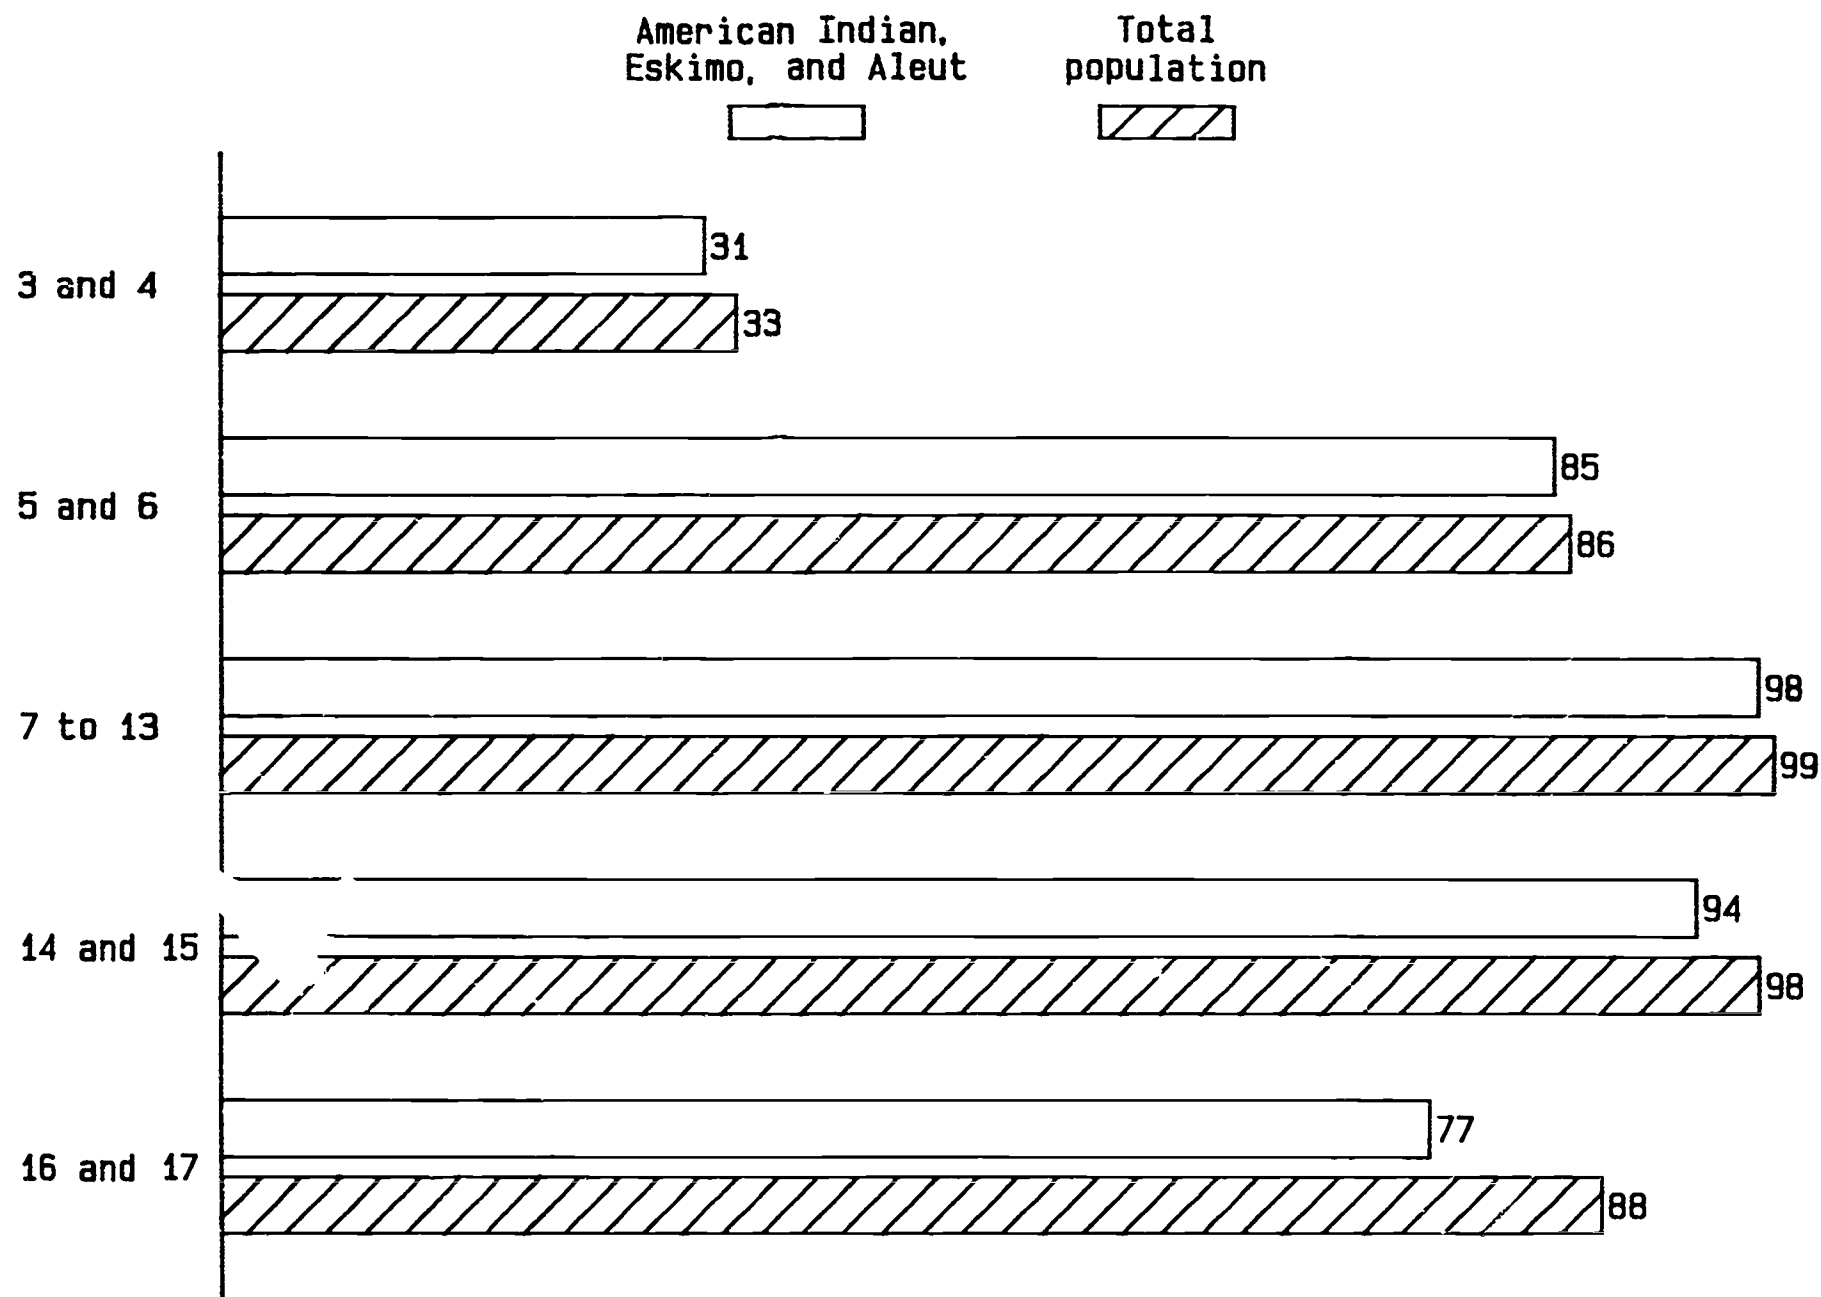 American Indian,
Eskimo, and Aleut
Total
population
3 and 4
31
33
5 and 6
85
86
7 to 13
98
99
14 and 15
94
98
16 and 17
77
88